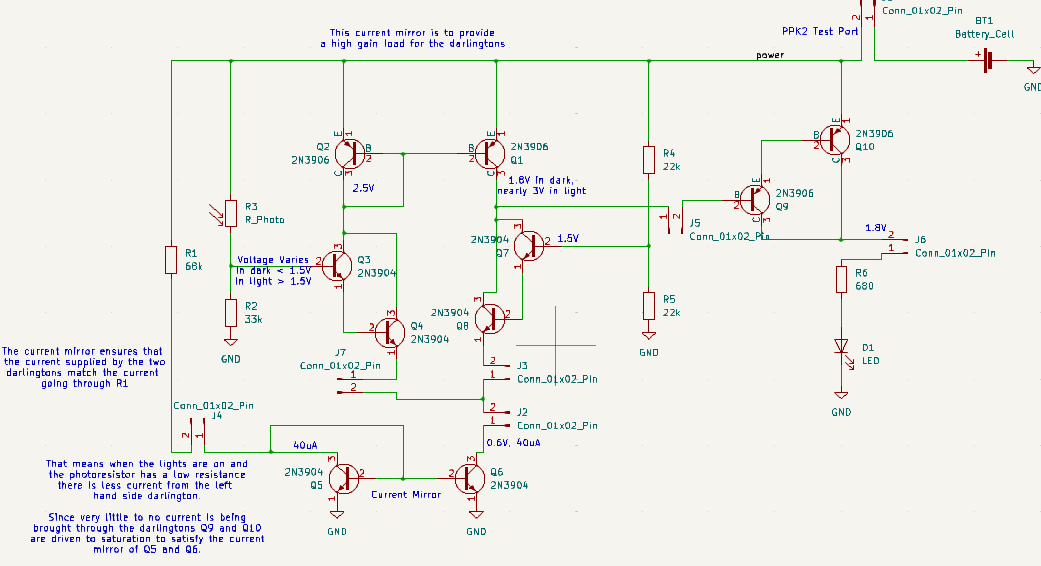 Conn_01x02_Pin
2
1
BT1
Battery_Cell
+
GND
PPK2 Test Port
This current mirror is to provide
a high gain load for the darlingtons
power
Q2
2N3906
E
1
B
2
C
3
2.5V
B
2
E
1
C
3
2N3906
Q1
1.8V in dark,
nearly 3V in light
R4
22k
E
1
B
2
C
3
2N3906
Q10
B
2
E
1
C
3
2N3906
Q9
R3
R_Photo
R1
68k
Voltage Varies
in dark < 1.5V
in light > 1.5V
2
3
1
Q3
2N3904
2N3904
Q7
3
2
1
1.5V
1
2
J5
Conn_01x02_Pin
1.8V
2
1
J6
Conn_01x02_Pin
R6
680
R2
33k
GND
2
3
1
Q4
2N3904
2N3904
Q8
3
2
1
R5
22k
GND
D1
LED
GND
The current mirror ensures that
the current supplied by the two
darlingtons match the current
going through R1
J7
Conn_01x02_Pin
1
2
2
1
J3
Conn_01x02_Pin
2
1
J2
Conn_01x02_Pin
Conn_01x02_Pin
J4
2
1
40uA
0.6V, 40uA
That means when the lights are on and
the photoresistor has a low resistance
there is less current from the left
hand side darlington.
2N3904
Q5
3
2
1
Current Mirror
2
3
1
Q6
2N3904
GND
GND
Since very little to no current is being
brought through the darlingtons Q9 and Q10
are driven to saturation to satisfy the current
mirror of Q5 and Q6.